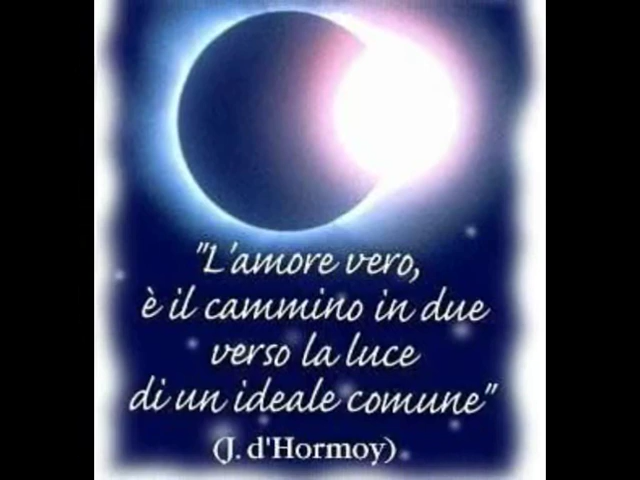 "L'amore vero,
è il cammino in due
verso la luce
di un ideale comune"
(J. d'Hormoy)